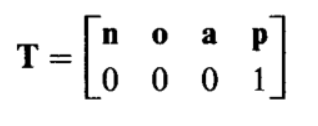 T = [ n o a p
0 0 0 1 ]